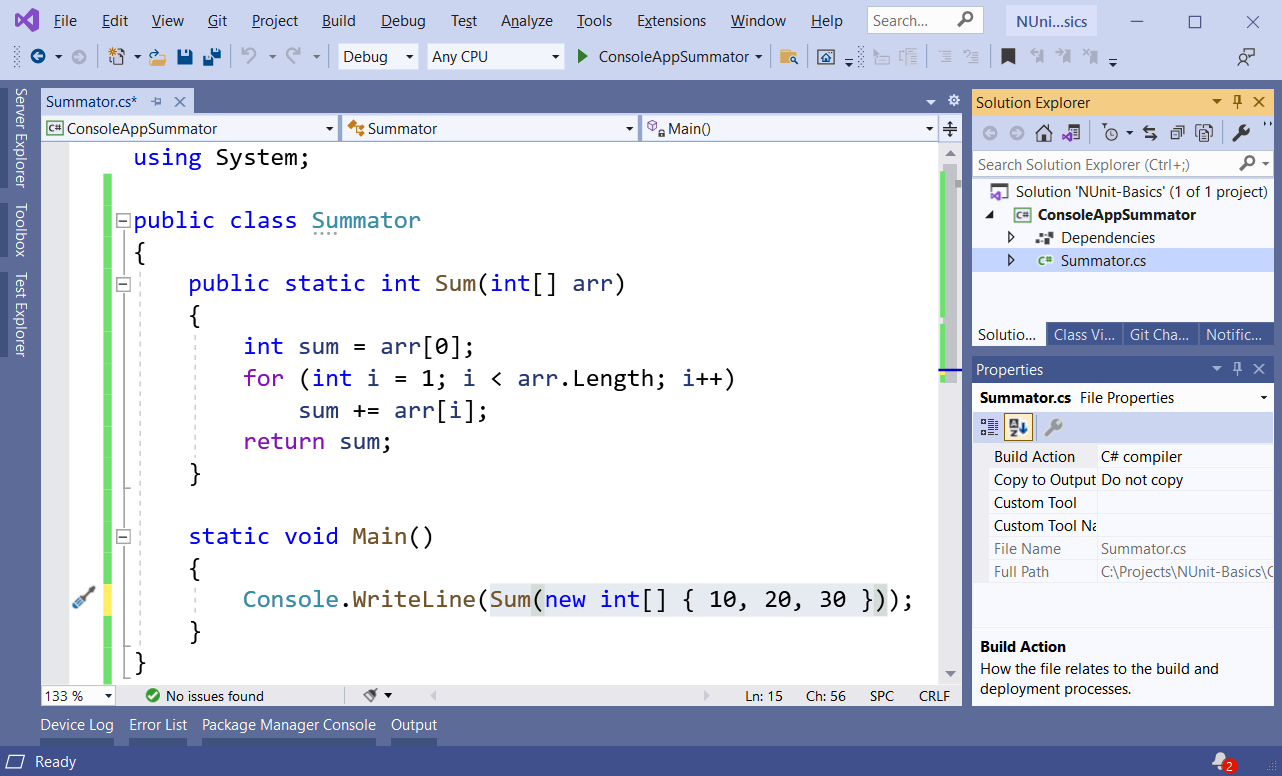 File Edit View Git Project Build Debug Test Analyze Tools Extensions Window Help Search... NUni...sics
Debug Any CPU ConsoleAppSummator
Server Explorer
Toolbox
Test Explorer
Summator.cs*
C# ConsoleAppSummator Summator Main()
using System;
public class Summator
{
public static int Sum(int[] arr)
{
int sum = arr[0];
for (int i = 1; i < arr.Length; i++)
sum += arr[i];
return sum;
}
static void Main()
{
Console.WriteLine(Sum(new int[] { 10, 20, 30 }));
}
}
133 % No issues found Ln: 15 Ch: 56 SPC CRLF
Solution Explorer
Search Solution Explorer (Ctrl+;)
Solution 'NUnit-Basics' (1 of 1 project)
C# ConsoleAppSummator
Dependencies
C# Summator.cs
Solutio... Class Vi... Git Cha... Notific...
Properties
Summator.cs File Properties
Build Action C# compiler
Copy to Output Do not copy
Custom Tool
Custom Tool Na
File Name Summator.cs
Full Path C:\Projects\NUnit-Basics\C
Build Action
How the file relates to the build and
deployment processes.
Device Log Error List Package Manager Console Output
Ready 2